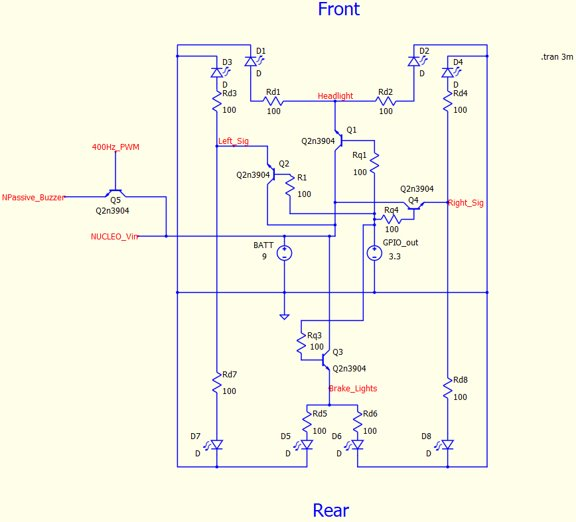 Front
D3
D1
D2
D4
.tran 3m
D
D
D
D
Rd3
100
Rd1
100
Headlight
Rd2
100
Rd4
100
400Hz_PWM
Left_Sig
Q1
Q2n3904
Rq1
100
Q2
Q2n3904
R1
100
Q2n3904
Q4
NPassive_Buzzer
Q5
Q2n3904
Right_Sig
Rq4
100
NUCLEO_Vin
BATT
9
GPIO_out
3.3
Rq3
100
Q3
Q2n3904
Rd7
100
Brake_Lights
Rd8
100
Rd5
100
Rd6
100
D7
D
D5
D
D6
D
D8
D
Rear